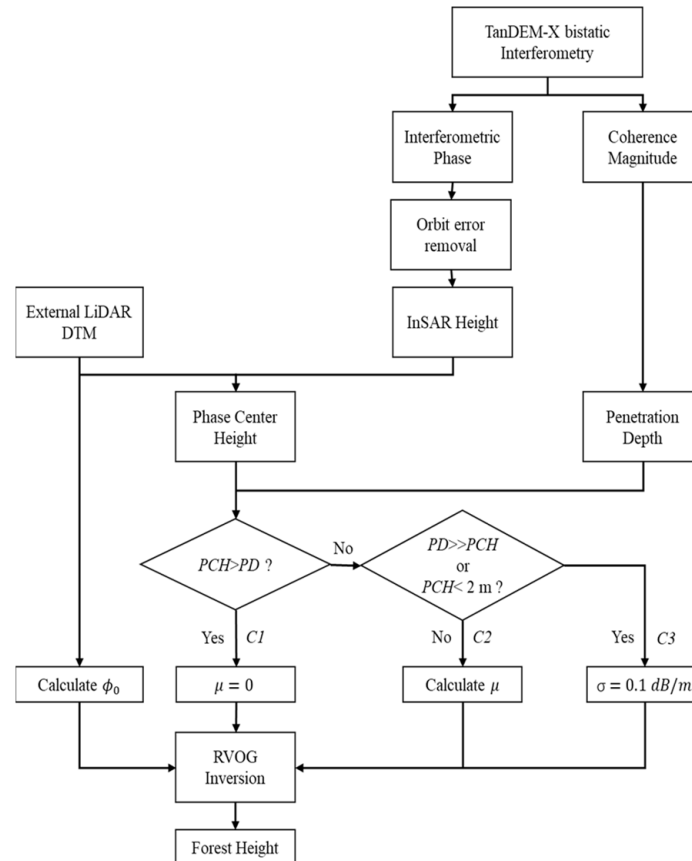 TanDEM-X bistatic
Interferometry
Interferometric
Phase
Coherence
Magnitude
Orbit error
removal
External LiDAR
DTM
InSAR Height
Phase Center
Height
Penetration
Depth
PCH>PD ?
No
PD>>PCH
or
PCH< 2 m ?
Yes
C1
No
C2
Yes
C3
Calculate ϕ₀
μ = 0
Calculate μ
σ = 0.1 dB/m
RVOG
Inversion
Forest Height